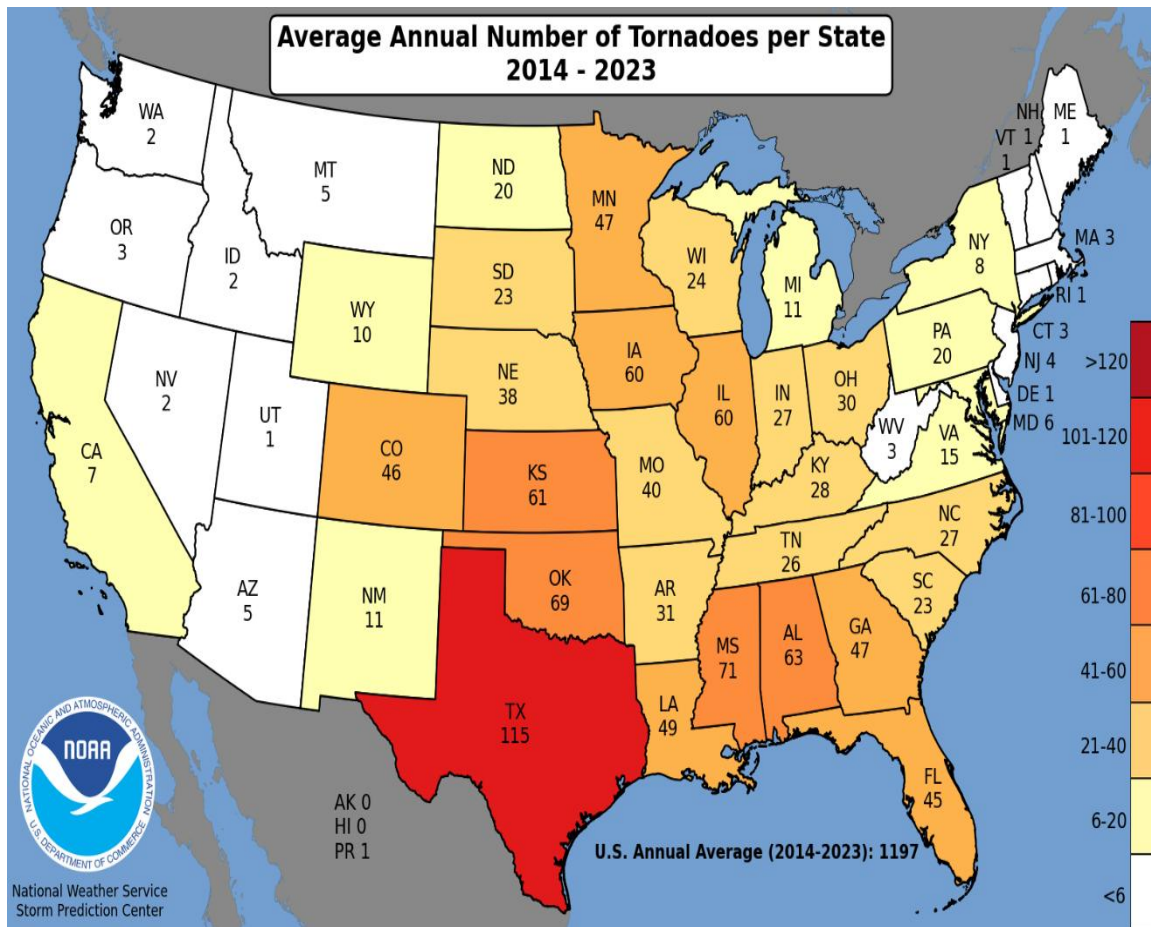 Average Annual Number of Tornadoes per State
2014 - 2023
WA
2
OR
3
ID
2
MT
5
ND
20
MN
47
SD
23
WI
24
MI
11
NY
8
VT
1
NH
1
ME
1
MA 3
RI 1
CT 3
NJ 4
DE 1
MD 6
WY
10
NE
38
IA
60
IL
60
IN
27
OH
30
PA
20
WV
3
VA
15
NV
2
UT
1
CO
46
KS
61
MO
40
KY
28
CA
7
AZ
5
NM
11
OK
69
AR
31
TN
26
NC
27
SC
23
TX
115
LA
49
MS
71
AL
63
GA
47
FL
45
AK 0
HI 0
PR 1
U.S. Annual Average (2014-2023): 1197
>120
101-120
81-100
61-80
41-60
21-40
6-20
<6
NATIONAL OCEANIC AND ATMOSPHERIC ADMINISTRATION
NOAA
U.S. DEPARTMENT OF COMMERCE
National Weather Service
Storm Prediction Center